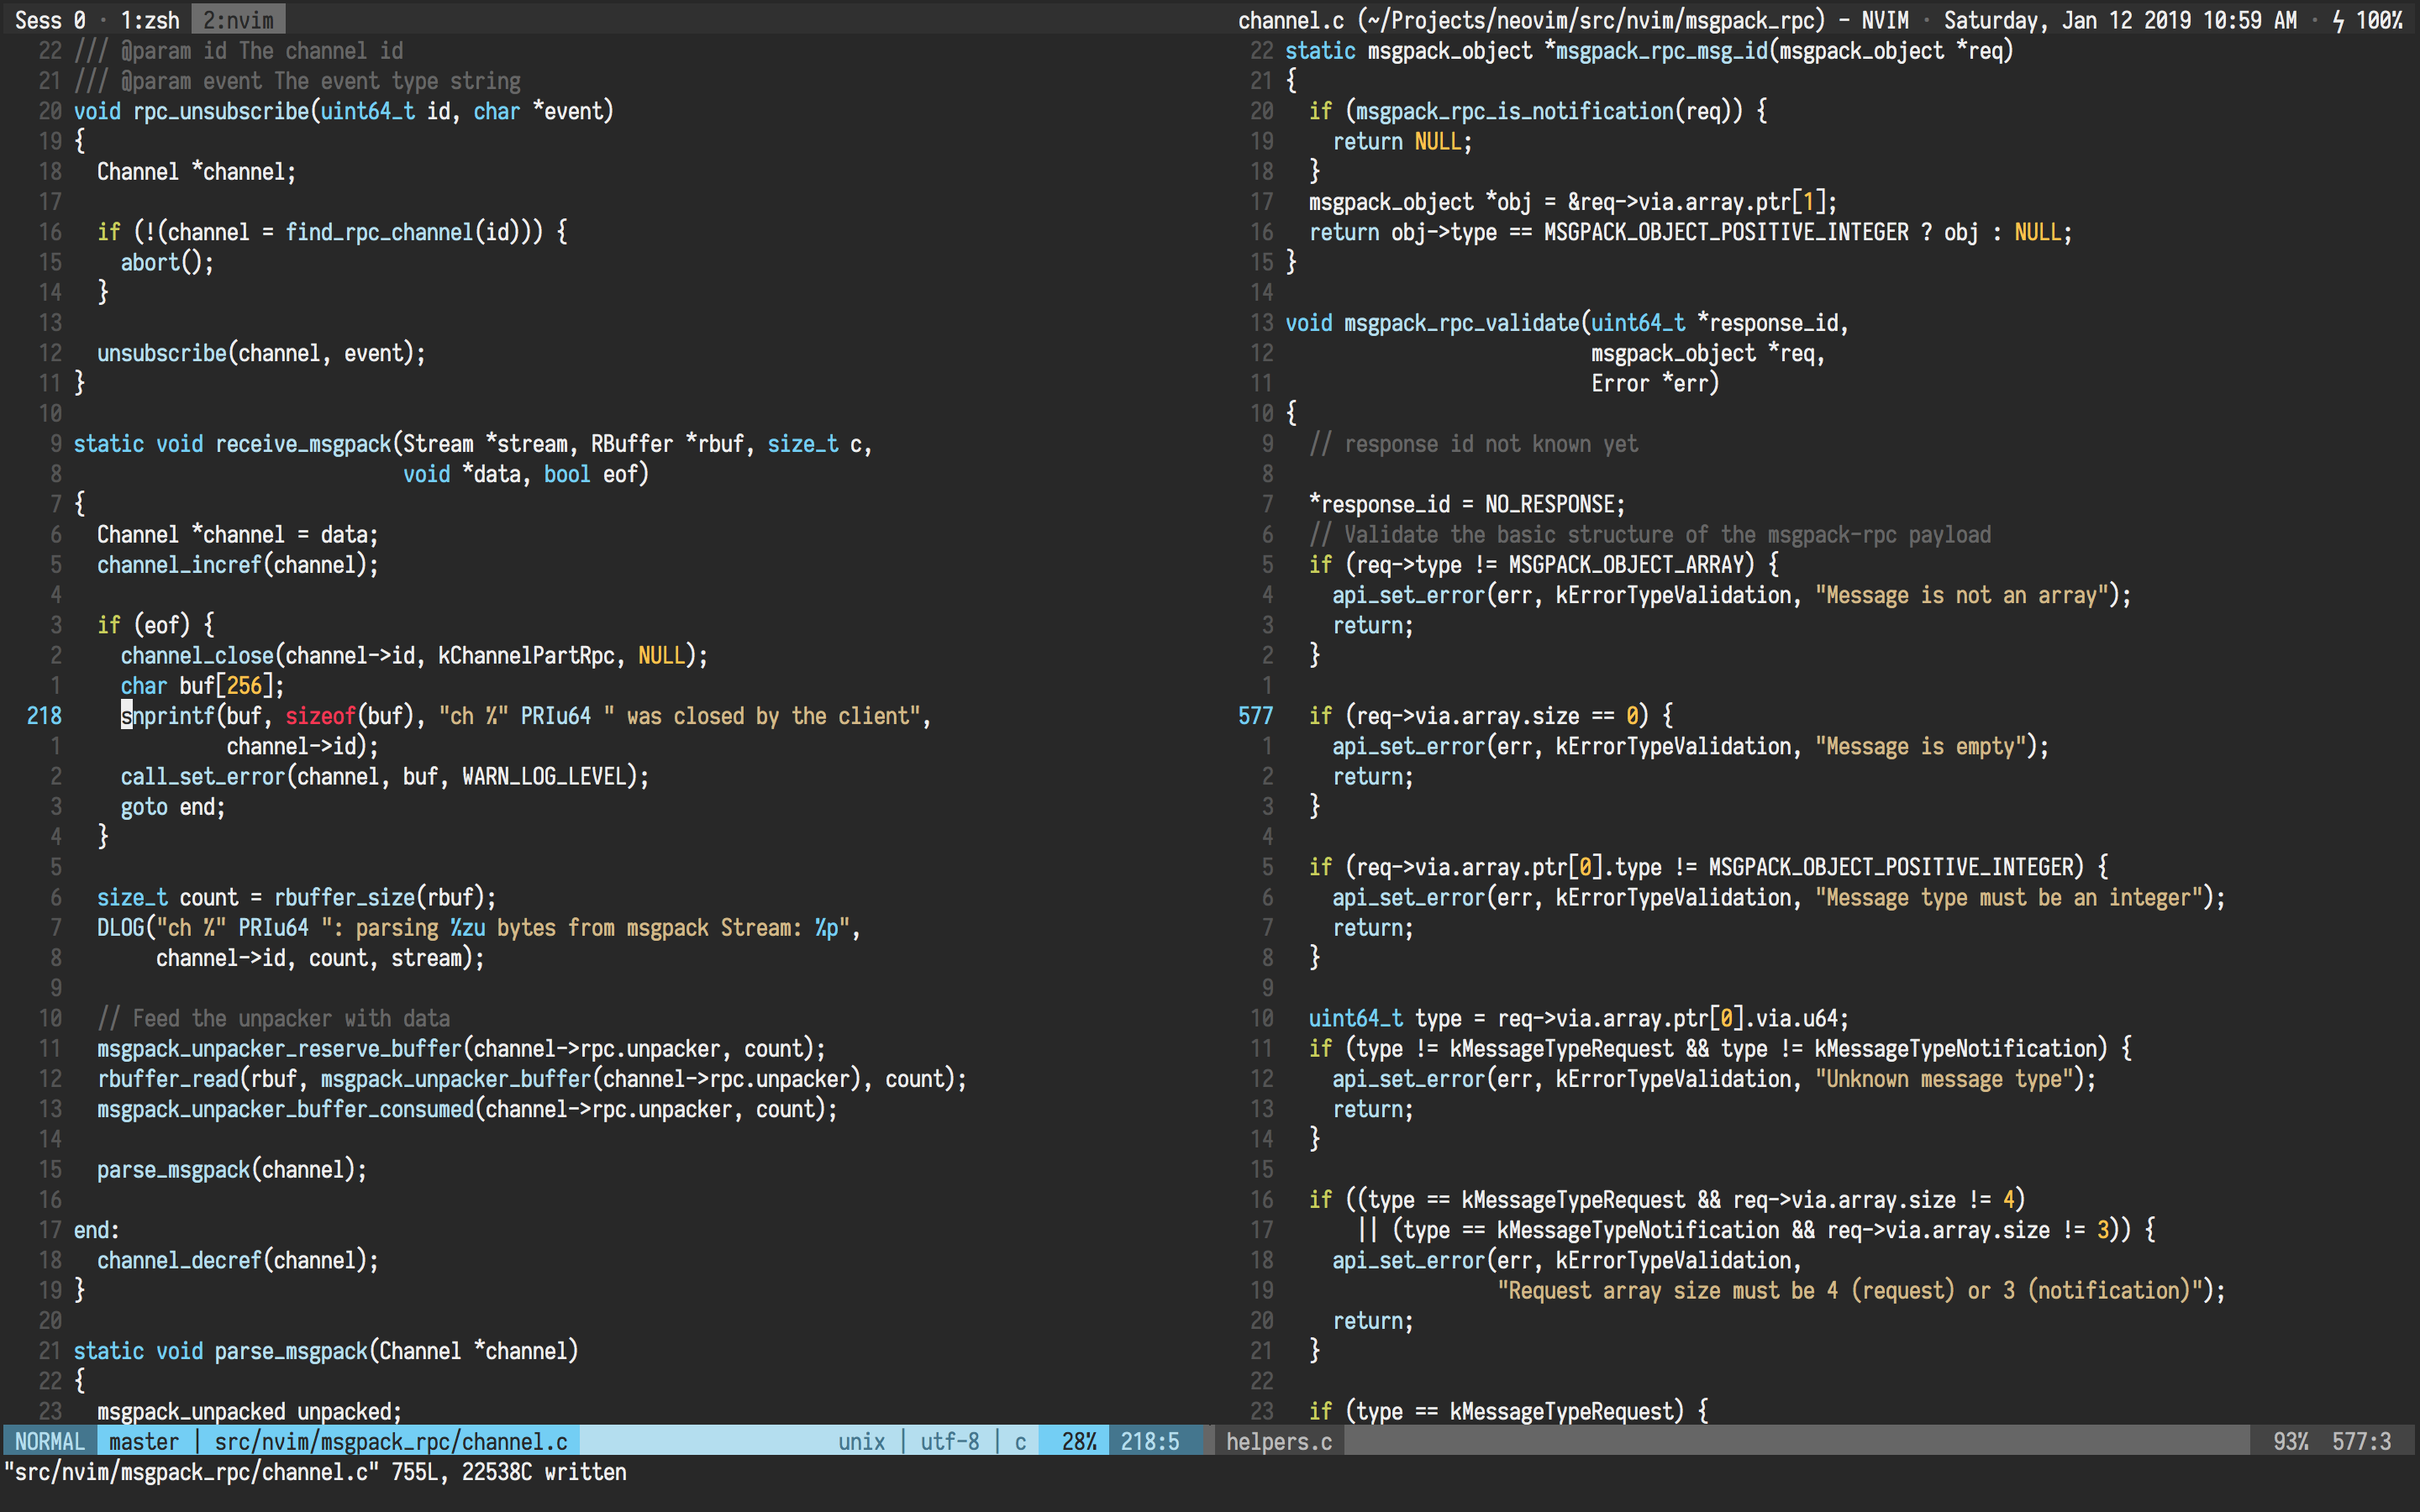 Sess 0 · 1:zsh 2:nvim channel.c (~/Projects/neovim/src/nvim/msgpack_rpc) - NVIM · Saturday, Jan 12 2019 10:59 AM · ϟ 100%
22 /// @param id The channel id
21 /// @param event The event type string
20 void rpc_unsubscribe(uint64_t id, char *event)
19 {
18   Channel *channel;
17
16   if (!(channel = find_rpc_channel(id))) {
15     abort();
14   }
13
12   unsubscribe(channel, event);
11 }
10
9 static void receive_msgpack(Stream *stream, RBuffer *rbuf, size_t c,
8                             void *data, bool eof)
7 {
6   Channel *channel = data;
5   channel_incref(channel);
4
3   if (eof) {
2     channel_close(channel->id, kChannelPartRpc, NULL);
1     char buf[256];
218     snprintf(buf, sizeof(buf), "ch %" PRIu64 " was closed by the client",
1              channel->id);
2     call_set_error(channel, buf, WARN_LOG_LEVEL);
3     goto end;
4   }
5
6   size_t count = rbuffer_size(rbuf);
7   DLOG("ch %" PRIu64 ": parsing %zu bytes from msgpack Stream: %p",
8        channel->id, count, stream);
9
10   // Feed the unpacker with data
11   msgpack_unpacker_reserve_buffer(channel->rpc.unpacker, count);
12   rbuffer_read(rbuf, msgpack_unpacker_buffer(channel->rpc.unpacker), count);
13   msgpack_unpacker_buffer_consumed(channel->rpc.unpacker, count);
14
15   parse_msgpack(channel);
16
17 end:
18   channel_decref(channel);
19 }
20
21 static void parse_msgpack(Channel *channel)
22 {
23   msgpack_unpacked unpacked;
22 static msgpack_object *msgpack_rpc_msg_id(msgpack_object *req)
21 {
20   if (msgpack_rpc_is_notification(req)) {
19     return NULL;
18   }
17   msgpack_object *obj = &req->via.array.ptr[1];
16   return obj->type == MSGPACK_OBJECT_POSITIVE_INTEGER ? obj : NULL;
15 }
14
13 void msgpack_rpc_validate(uint64_t *response_id,
12                           msgpack_object *req,
11                           Error *err)
10 {
9   // response id not known yet
8
7   *response_id = NO_RESPONSE;
6   // Validate the basic structure of the msgpack-rpc payload
5   if (req->type != MSGPACK_OBJECT_ARRAY) {
4     api_set_error(err, kErrorTypeValidation, "Message is not an array");
3     return;
2   }
1
577   if (req->via.array.size == 0) {
1     api_set_error(err, kErrorTypeValidation, "Message is empty");
2     return;
3   }
4
5   if (req->via.array.ptr[0].type != MSGPACK_OBJECT_POSITIVE_INTEGER) {
6     api_set_error(err, kErrorTypeValidation, "Message type must be an integer");
7     return;
8   }
9
10   uint64_t type = req->via.array.ptr[0].via.u64;
11   if (type != kMessageTypeRequest && type != kMessageTypeNotification) {
12     api_set_error(err, kErrorTypeValidation, "Unknown message type");
13     return;
14   }
15
16   if ((type == kMessageTypeRequest && req->via.array.size != 4)
17       || (type == kMessageTypeNotification && req->via.array.size != 3)) {
18     api_set_error(err, kErrorTypeValidation,
19                   "Request array size must be 4 (request) or 3 (notification)");
20     return;
21   }
22
23   if (type == kMessageTypeRequest) {
NORMAL master | src/nvim/msgpack_rpc/channel.c unix | utf-8 | c 28% 218:5 helpers.c 93% 577:3
"src/nvim/msgpack_rpc/channel.c" 755L, 22538C written